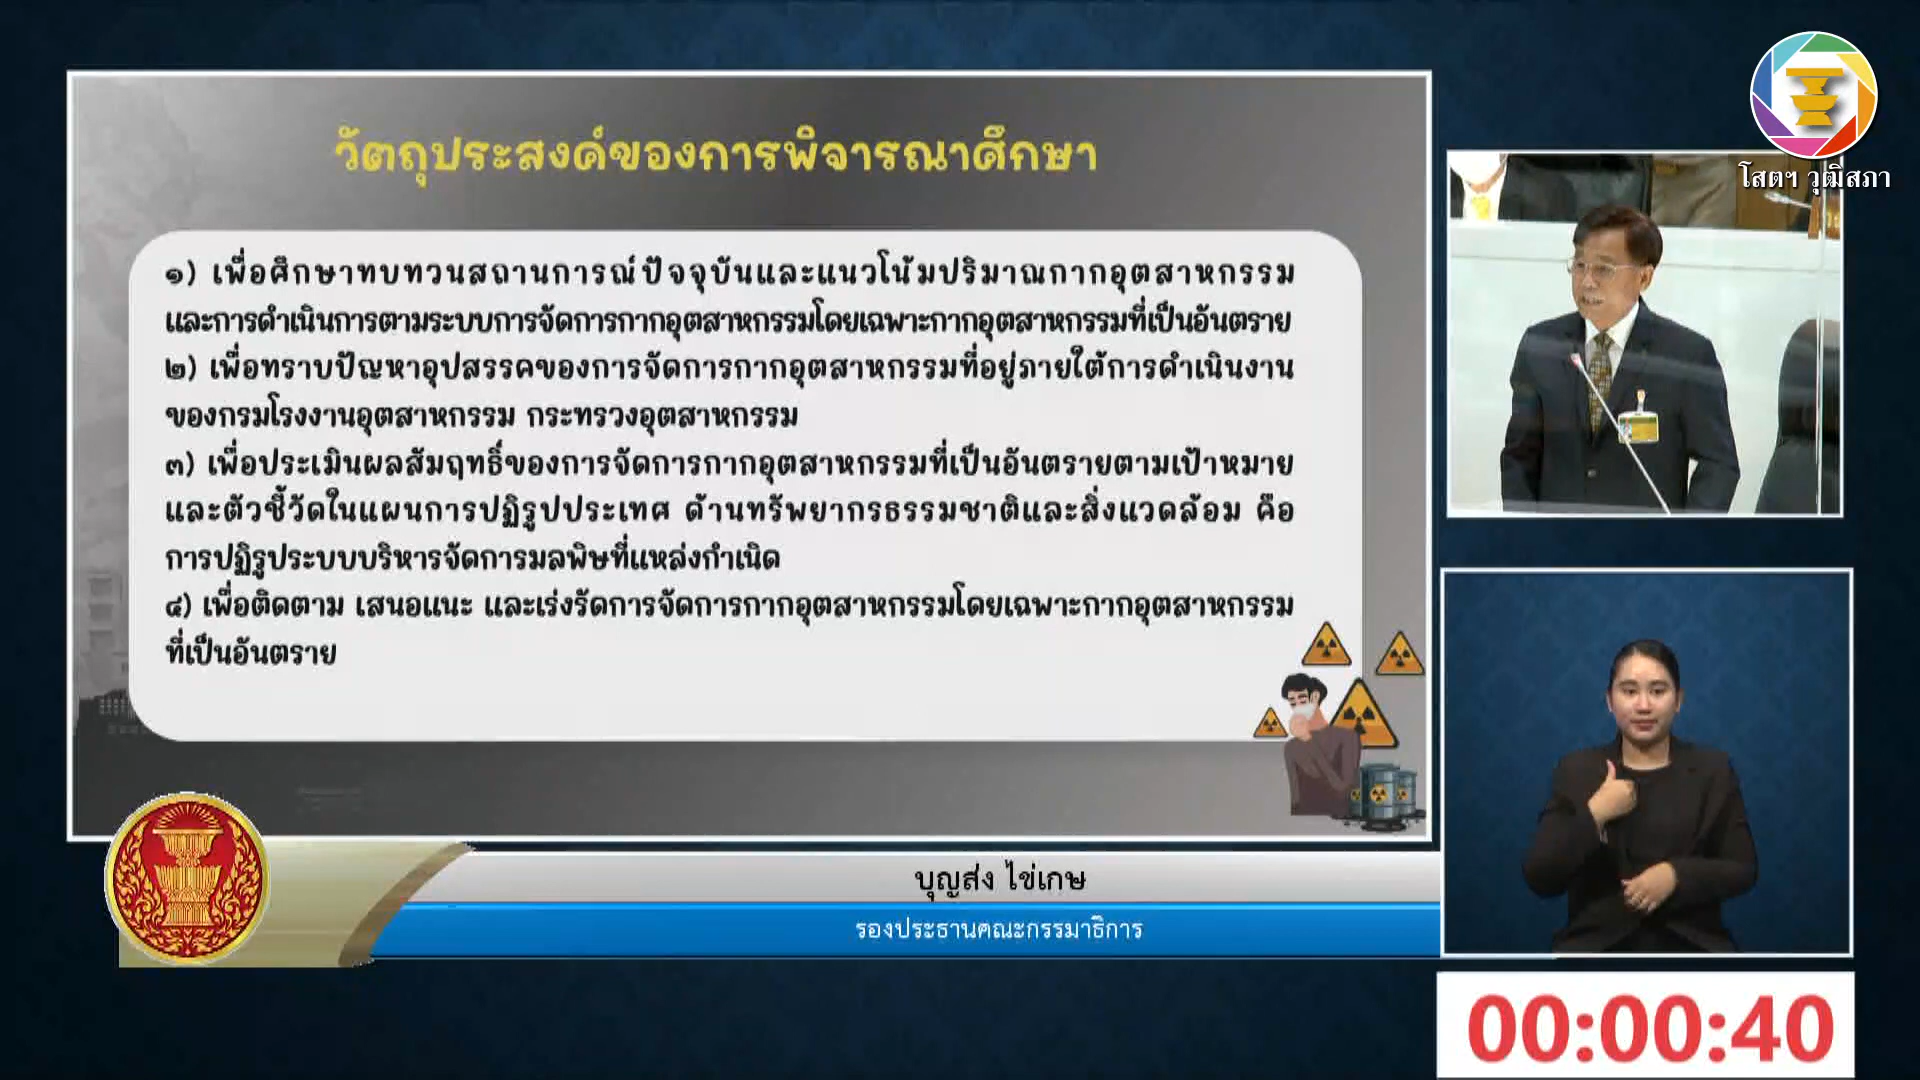 โสตฯ วุฒิสภา
วัตถุประสงค์ของการพิจารณาศึกษา
๑) เพื่อศึกษาทบทวนสถานการณ์ปัจจุบันและแนวโน้มปริมาณกากอุตสาหกรรม
และการดำเนินการตามระบบการจัดการกากอุตสาหกรรมโดยเฉพาะกากอุตสาหกรรมที่เป็นอันตราย
๒) เพื่อทราบปัญหาอุปสรรคของการจัดการกากอุตสาหกรรมที่อยู่ภายใต้การดำเนินงาน
ของกรมโรงงานอุตสาหกรรม กระทรวงอุตสาหกรรม
๓) เพื่อประเมินผลสัมฤทธิ์ของการจัดการกากอุตสาหกรรมที่เป็นอันตรายตามเป้าหมาย
และตัวชี้วัดในแผนการปฏิรูปประเทศ ด้านทรัพยากรธรรมชาติและสิ่งแวดล้อม คือ
การปฏิรูประบบบริหารจัดการมลพิษที่แหล่งกำเนิด
๔) เพื่อติดตาม เสนอแนะ และเร่งรัดการจัดการกากอุตสาหกรรมโดยเฉพาะกากอุตสาหกรรม
ที่เป็นอันตราย
บุญส่ง ไข่เกษ
รองประธานคณะกรรมาธิการ
00:00:40